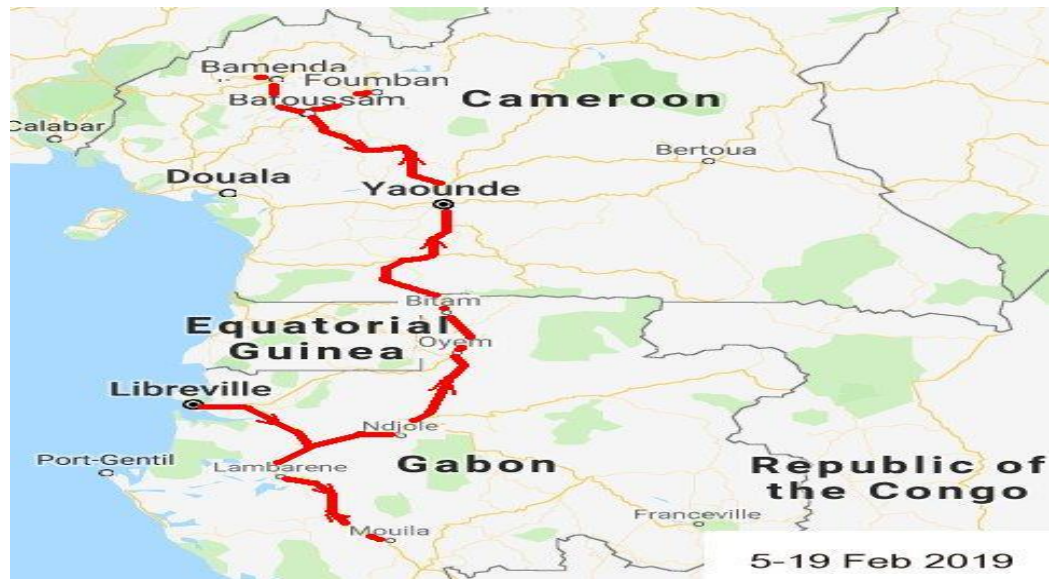 Bamenda
Foumban
Bafoussam
Cameroon
Calabar
Bertoua
Douala
Yaounde
Bitam
Equatorial
Guinea
Oyem
Libreville
Ndjole
Port-Gentil
Lambarene
Gabon
Republic of
the Congo
Franceville
Mouila
5-19 Feb 2019